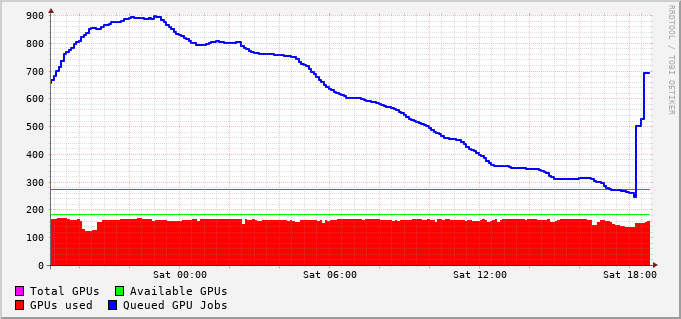 900
800
700
600
500
400
300
200
100
0
Sat 00:00 Sat 06:00 Sat 12:00 Sat 18:00
Total GPUs Available GPUs
GPUs used Queued GPU Jobs
RRDTOOL / TOBI OETIKER